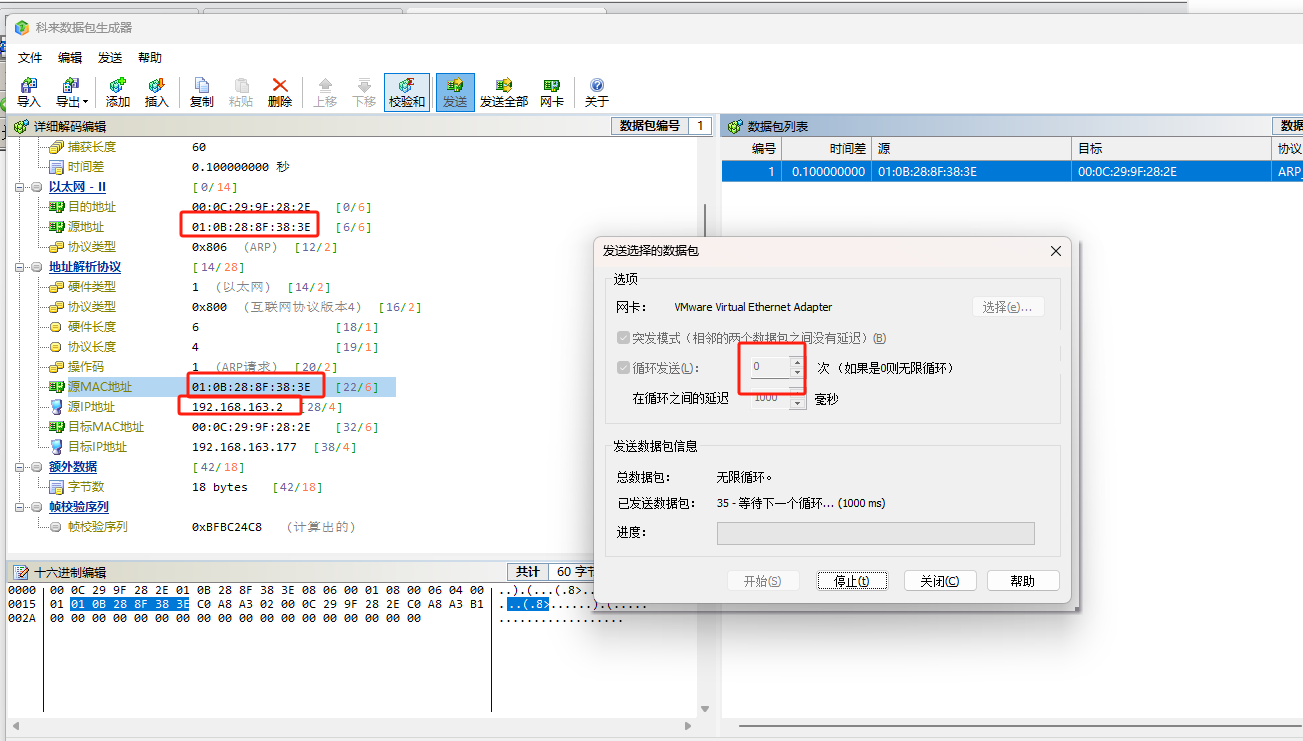 科来数据包生成器
文件 编辑 发送 帮助
导入 导出 添加 插入 复制 粘贴 删除 上移 下移 校验和 发送 发送全部 网卡 关于
详细解码编辑 数据包编号 1
捕获长度 60
时间差 0.100000000 秒
以太网 - II [0/14]
目的地址 00:0C:29:9F:28:2E [0/6]
源地址 01:0B:28:8F:38:3E [6/6]
协议类型 0x806 (ARP) [12/2]
地址解析协议 [14/28]
硬件类型 1 (以太网) [14/2]
协议类型 0x800 (互联网协议版本4) [16/2]
硬件长度 6 [18/1]
协议长度 4 [19/1]
操作码 1 (ARP请求) [20/2]
源MAC地址 01:0B:28:8F:38:3E [22/6]
源IP地址 192.168.163.2 [28/4]
目标MAC地址 00:0C:29:9F:28:2E [32/6]
目标IP地址 192.168.163.177 [38/4]
额外数据 [42/18]
字节数 18 bytes [42/18]
帧校验序列
帧校验序列 0xBFBC24C8 (计算出的)
十六进制编辑 共计 60 字节
0000 00 0C 29 9F 28 2E 01 0B 28 8F 38 3E 08 06 00 01 08 00 06 04 00 ..).(...(.8>..
0015 01 01 0B 28 8F 38 3E C0 A8 A3 02 00 0C 29 9F 28 2E C0 A8 A3 B1 ...(.8>......).(.....
002A 00 00 00 00 00 00 00 00 00 00 00 00 00 00 00 00 00 00 ..................
数据包列表 数据
编号 时间差 源 目标 协议
1 0.100000000 01:0B:28:8F:38:3E 00:0C:29:9F:28:2E ARP_
发送选择的数据包
选项
网卡: VMware Virtual Ethernet Adapter 选择(e)...
突发模式（相邻的两个数据包之间没有延迟）(B)
循环发送(L): 0 次（如果是0则无限循环）
在循环之间的延迟 1000 毫秒
发送数据包信息
总数据包: 无限循环。
已发送数据包: 35 - 等待下一个循环... (1000 ms)
进度:
开始(S) 停止(t) 关闭(C) 帮助